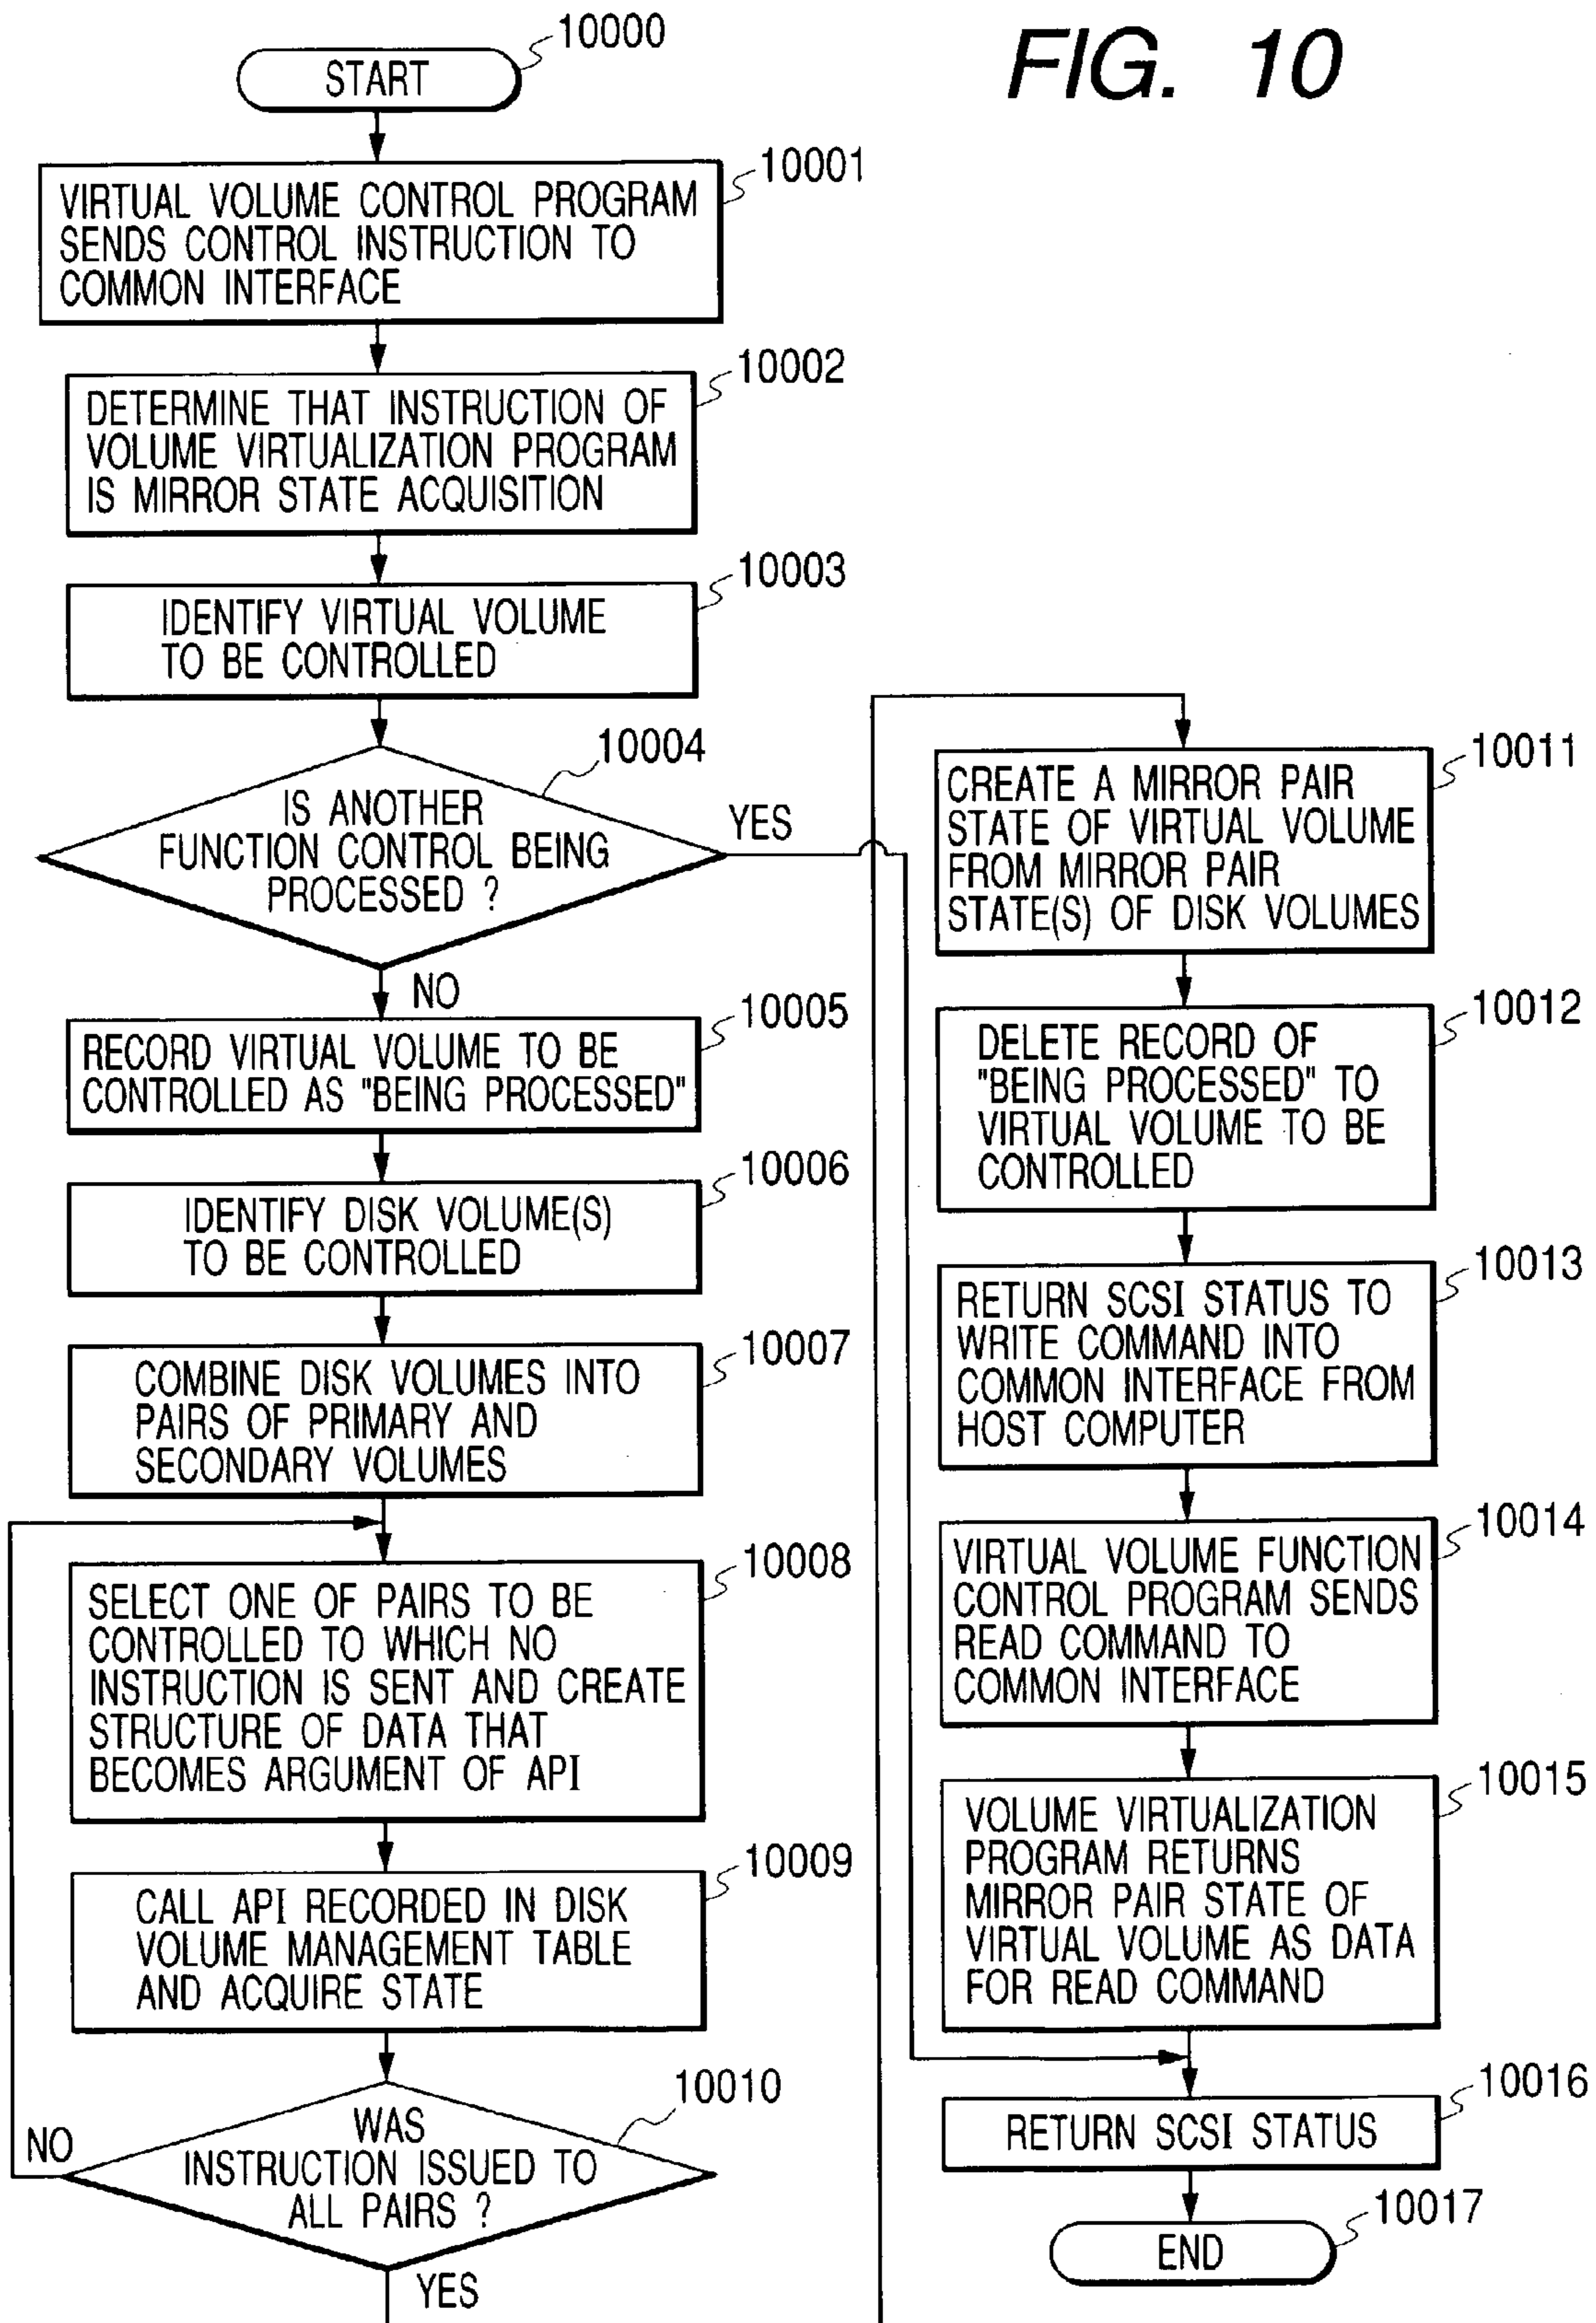 FIG. 10
10000
START
10001
VIRTUAL VOLUME CONTROL PROGRAM
SENDS CONTROL INSTRUCTION TO
COMMON INTERFACE
10002
DETERMINE THAT INSTRUCTION OF
VOLUME VIRTUALIZATION PROGRAM
IS MIRROR STATE ACQUISITION
10003
IDENTIFY VIRTUAL VOLUME
TO BE CONTROLLED
10004
IS ANOTHER
FUNCTION CONTROL BEING
PROCESSED ?
YES
NO
10005
RECORD VIRTUAL VOLUME TO BE
CONTROLLED AS "BEING PROCESSED"
10006
IDENTIFY DISK VOLUME(S)
TO BE CONTROLLED
10007
COMBINE DISK VOLUMES INTO
PAIRS OF PRIMARY AND
SECONDARY VOLUMES
10008
SELECT ONE OF PAIRS TO BE
CONTROLLED TO WHICH NO
INSTRUCTION IS SENT AND CREATE
STRUCTURE OF DATA THAT
BECOMES ARGUMENT OF API
10009
CALL API RECORDED IN DISK
VOLUME MANAGEMENT TABLE
AND ACQUIRE STATE
10010
WAS
INSTRUCTION ISSUED TO
ALL PAIRS ?
NO
YES
10011
CREATE A MIRROR PAIR
STATE OF VIRTUAL VOLUME
FROM MIRROR PAIR
STATE(S) OF DISK VOLUMES
10012
DELETE RECORD OF
"BEING PROCESSED" TO
VIRTUAL VOLUME TO BE
CONTROLLED
10013
RETURN SCSI STATUS TO
WRITE COMMAND INTO
COMMON INTERFACE FROM
HOST COMPUTER
10014
VIRTUAL VOLUME FUNCTION
CONTROL PROGRAM SENDS
READ COMMAND TO
COMMON INTERFACE
10015
VOLUME VIRTUALIZATION
PROGRAM RETURNS
MIRROR PAIR STATE OF
VIRTUAL VOLUME AS DATA
FOR READ COMMAND
10016
RETURN SCSI STATUS
10017
END